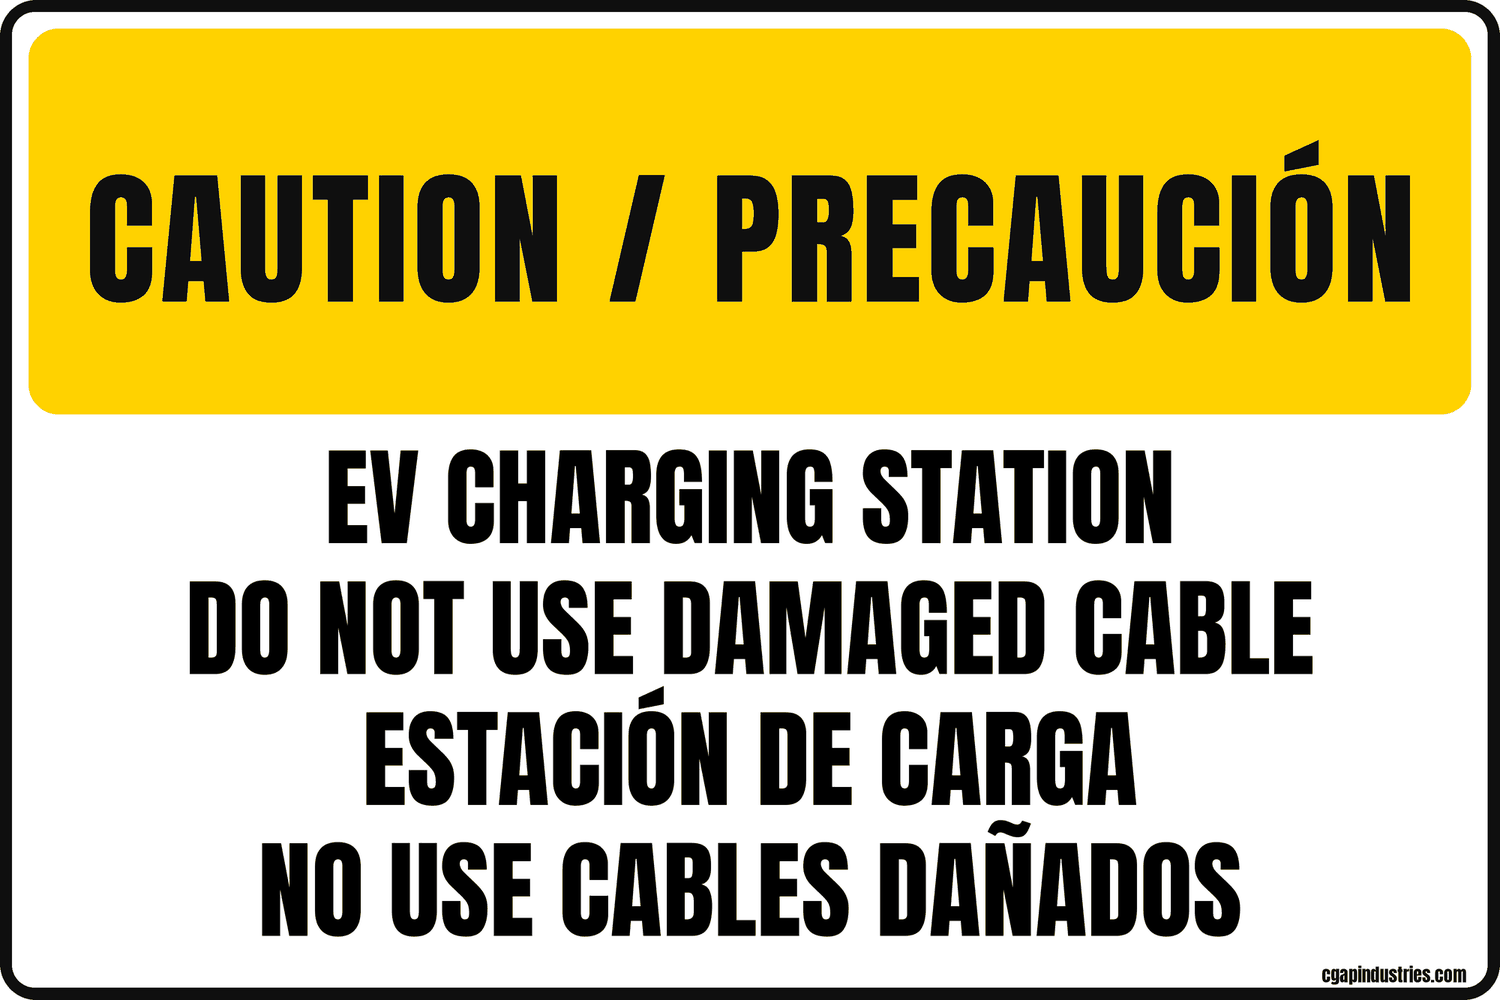 CAUTION / PRECAUCIÓN
EV CHARGING STATION
DO NOT USE DAMAGED CABLE
ESTACIÓN DE CARGA
NO USE CABLES DAÑADOS
cgapindustries.com